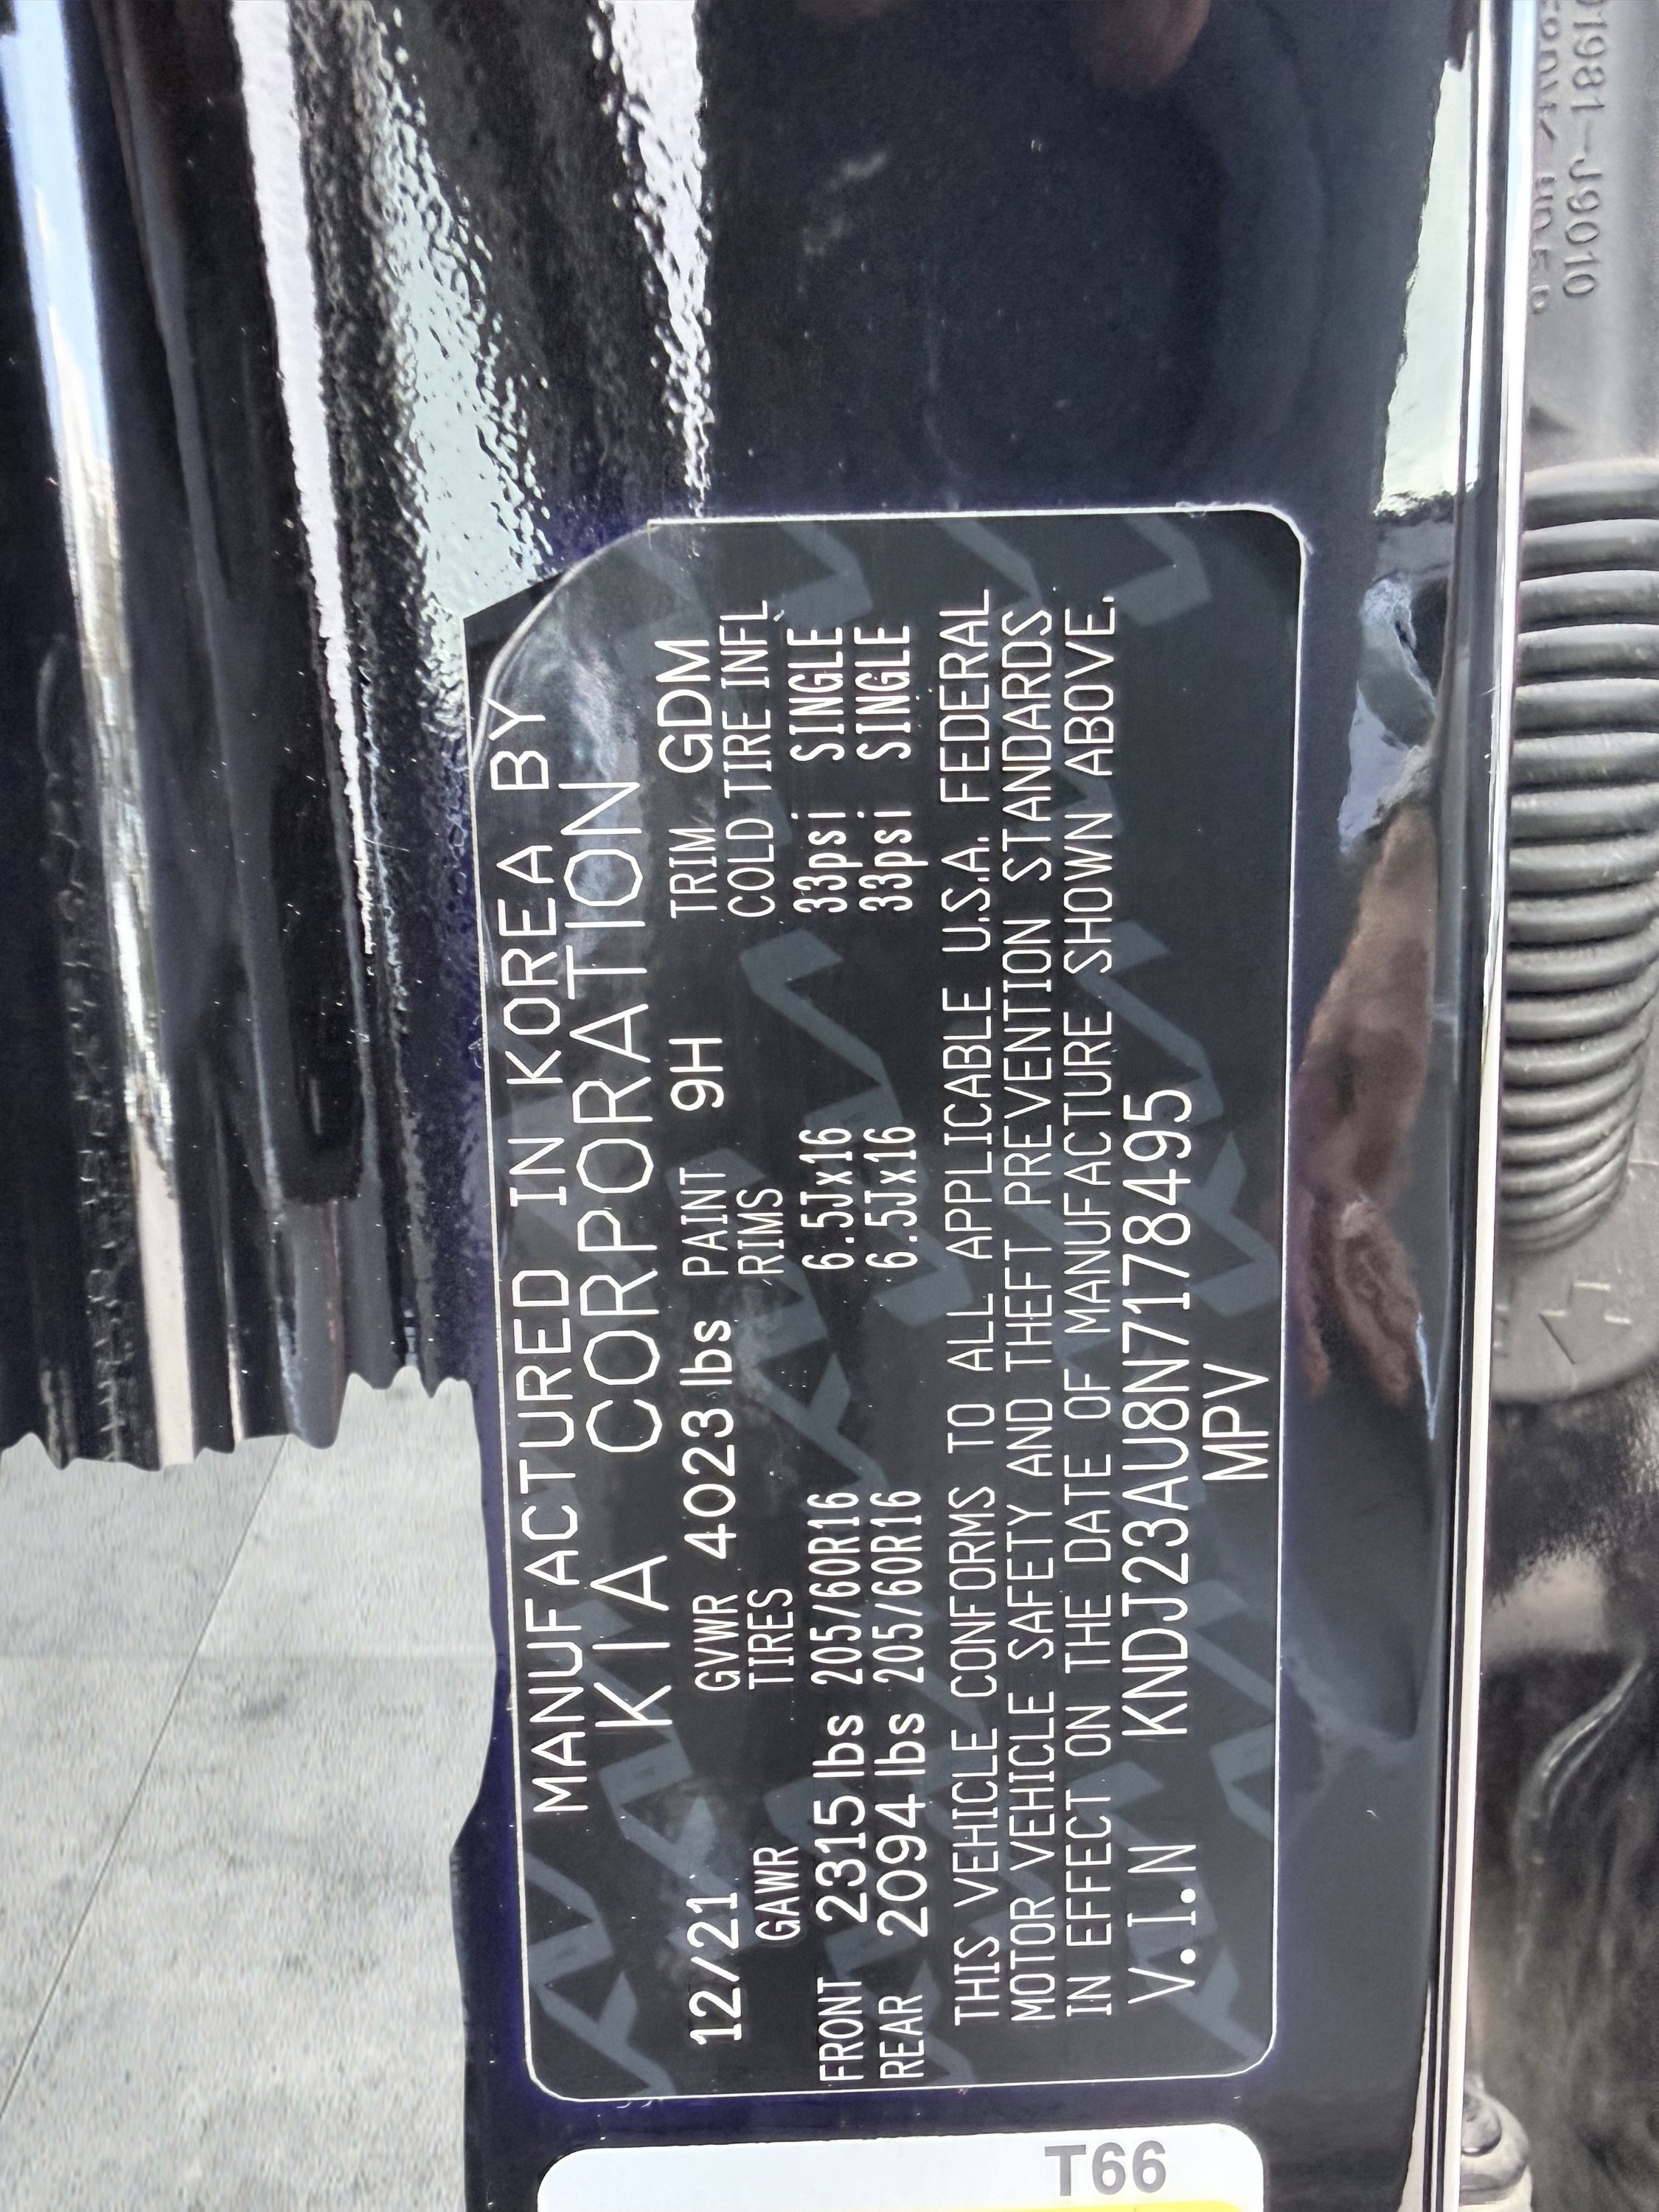 MANUFACTURED IN KOREA BY
KIA CORPORATION
12/21 GVWR 4023 lbs PAINT 9H TRIM GDM
GAWR TIRES RIMS COLD TIRE INFL
FRONT 2315 lbs 205/60R16 6.5Jx16 33psi SINGLE
REAR 2094 lbs 205/60R16 6.5Jx16 33psi SINGLE
THIS VEHICLE CONFORMS TO ALL APPLICABLE U.S.A. FEDERAL
MOTOR VEHICLE SAFETY AND THEFT PREVENTION STANDARDS
IN EFFECT ON THE DATE OF MANUFACTURE SHOWN ABOVE.
V.I.N KNDJ23AU8N7178495
MPV
T66